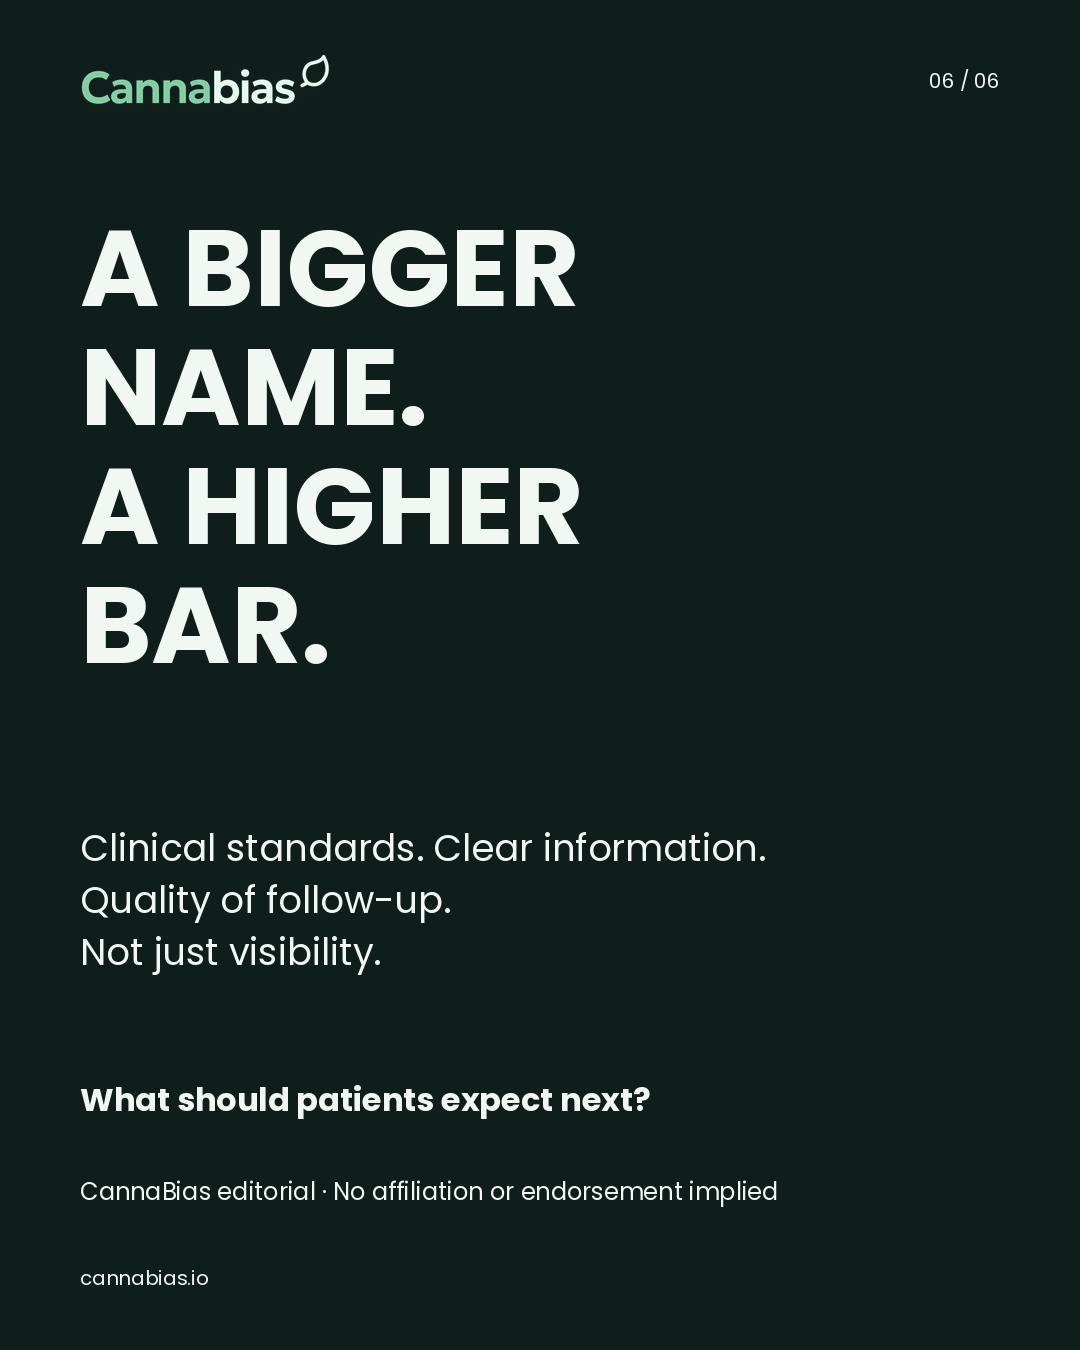 Cannabias
06 / 06
A BIGGER
NAME.
A HIGHER
BAR.
Clinical standards. Clear information.
Quality of follow-up.
Not just visibility.
What should patients expect next?
CannaBias editorial · No affiliation or endorsement implied
cannabias.io